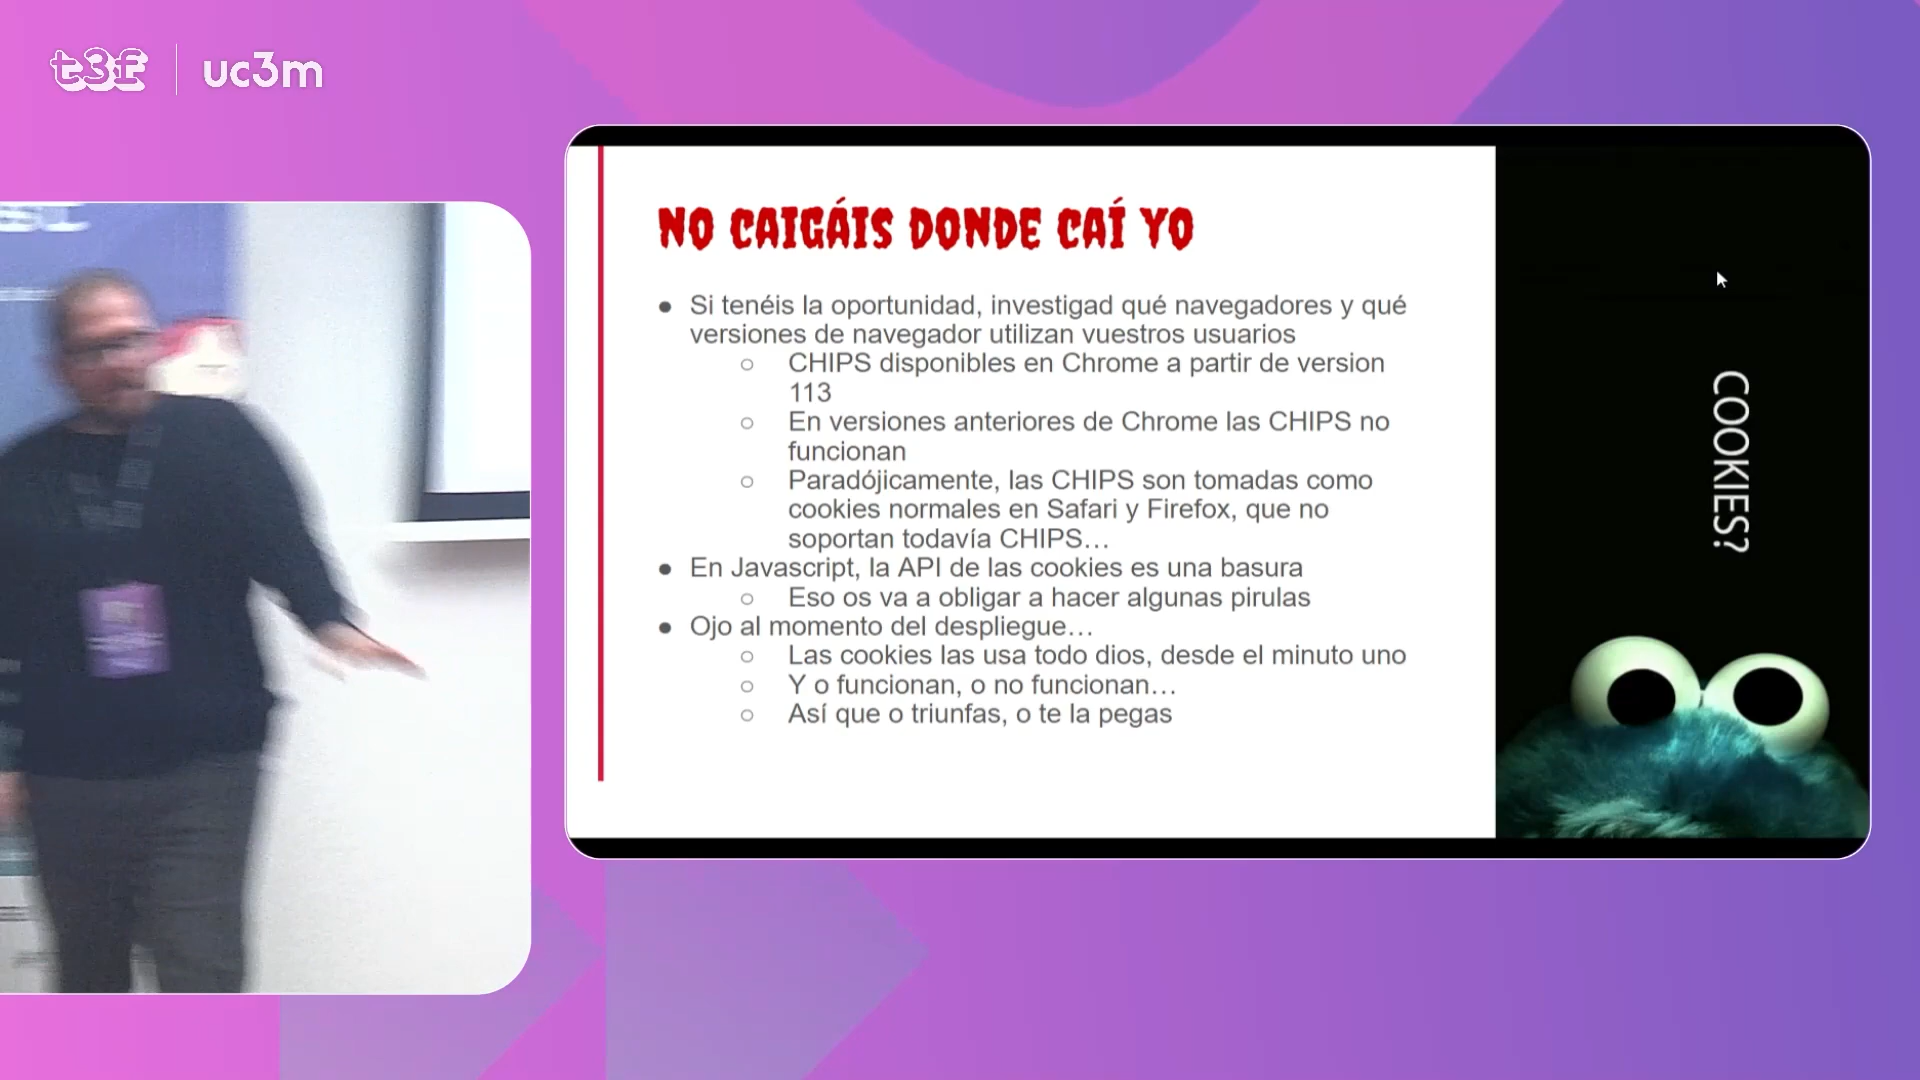 t3f | uc3m
NO CAIGÁIS DONDE CAÍ YO
● Si tenéis la oportunidad, investigad qué navegadores y qué
versiones de navegador utilizan vuestros usuarios
○ CHIPS disponibles en Chrome a partir de version
113
○ En versiones anteriores de Chrome las CHIPS no
funcionan
○ Paradójicamente, las CHIPS son tomadas como
cookies normales en Safari y Firefox, que no
soportan todavía CHIPS…
● En Javascript, la API de las cookies es una basura
○ Eso os va a obligar a hacer algunas pirulas
● Ojo al momento del despliegue…
○ Las cookies las usa todo dios, desde el minuto uno
○ Y o funcionan, o no funcionan…
○ Así que o triunfas, o te la pegas
COOKIES?